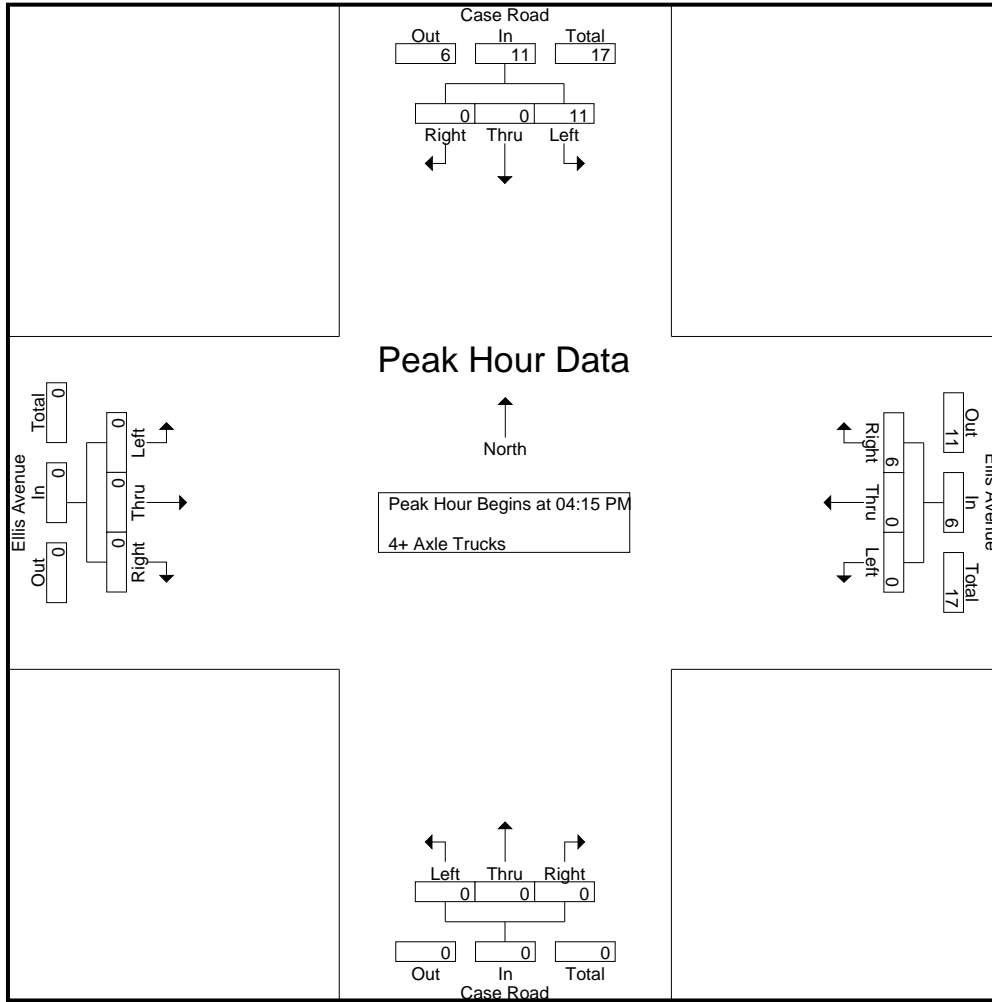 Case Road
Out In Total
6 11 17
0 0 11
Right Thru Left
Peak Hour Data
North
Peak Hour Begins at 04:15 PM
4+ Axle Trucks
Ellis Avenue
Total In Out
0 0 0
0 0 0
Left Thru Right
Ellis Avenue
Out In Total
11 6 17
6 0 0
Right Thru Left
Left Thru Right
0 0 0
0 0 0
Out In Total
Case Road